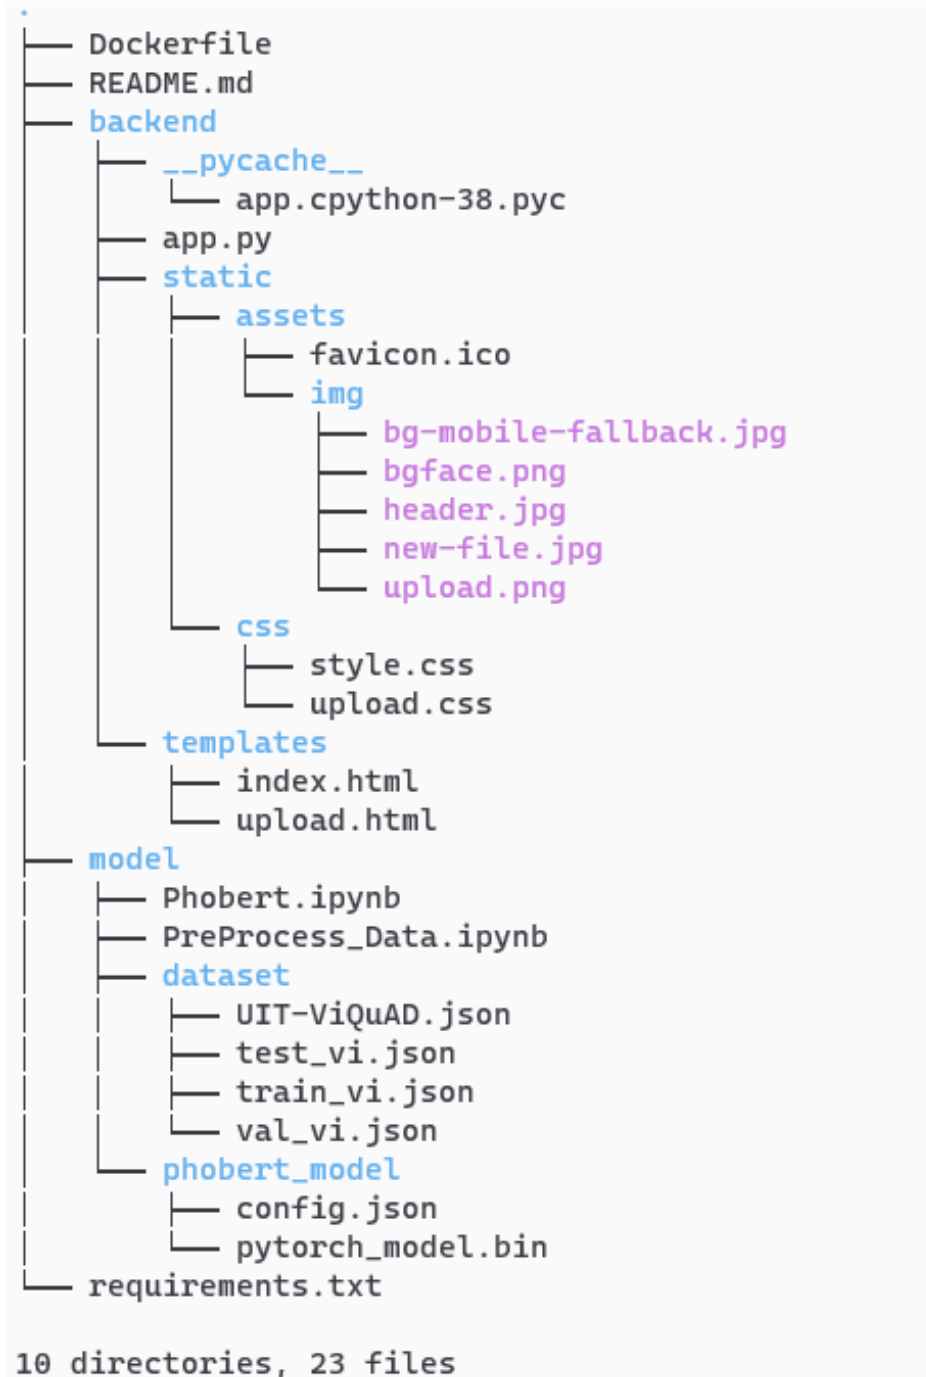 .
├── Dockerfile
├── README.md
├── backend
│   ├── __pycache__
│   │   └── app.cpython-38.pyc
│   ├── app.py
│   ├── static
│   │   ├── assets
│   │   │   ├── favicon.ico
│   │   │   └── img
│   │   │       ├── bg-mobile-fallback.jpg
│   │   │       ├── bgface.png
│   │   │       ├── header.jpg
│   │   │       ├── new-file.jpg
│   │   │       └── upload.png
│   │   └── css
│   │       ├── style.css
│   │       └── upload.css
│   └── templates
│       ├── index.html
│       └── upload.html
├── model
│   ├── Phobert.ipynb
│   ├── PreProcess_Data.ipynb
│   ├── dataset
│   │   ├── UIT-ViQuAD.json
│   │   ├── test_vi.json
│   │   ├── train_vi.json
│   │   └── val_vi.json
│   └── phobert_model
│       ├── config.json
│       └── pytorch_model.bin
└── requirements.txt
10 directories, 23 files